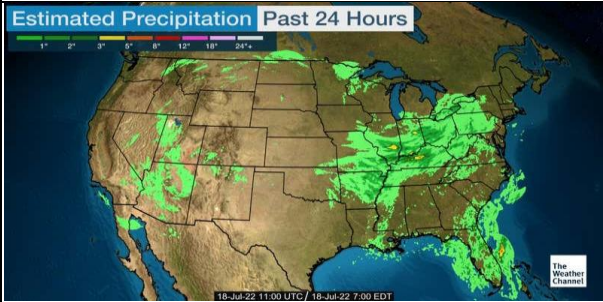 Estimated Precipitation Past 24 Hours
1" 2" 3" 5" 8" 12" 18" 24"+
The
Weather
Channel
18-Jul-22 11:00 UTC / 18-Jul-22 7:00 EDT